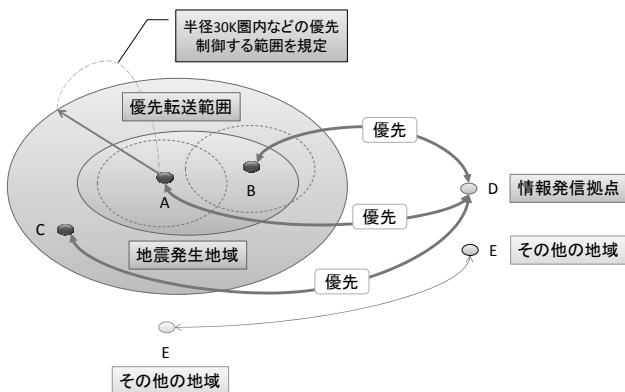 半径30K圏内などの優先
制御する範囲を規定
優先転送範囲
優先
B
A
D 情報発信拠点
優先
C
地震発生地域
E その他の地域
優先
E
その他の地域